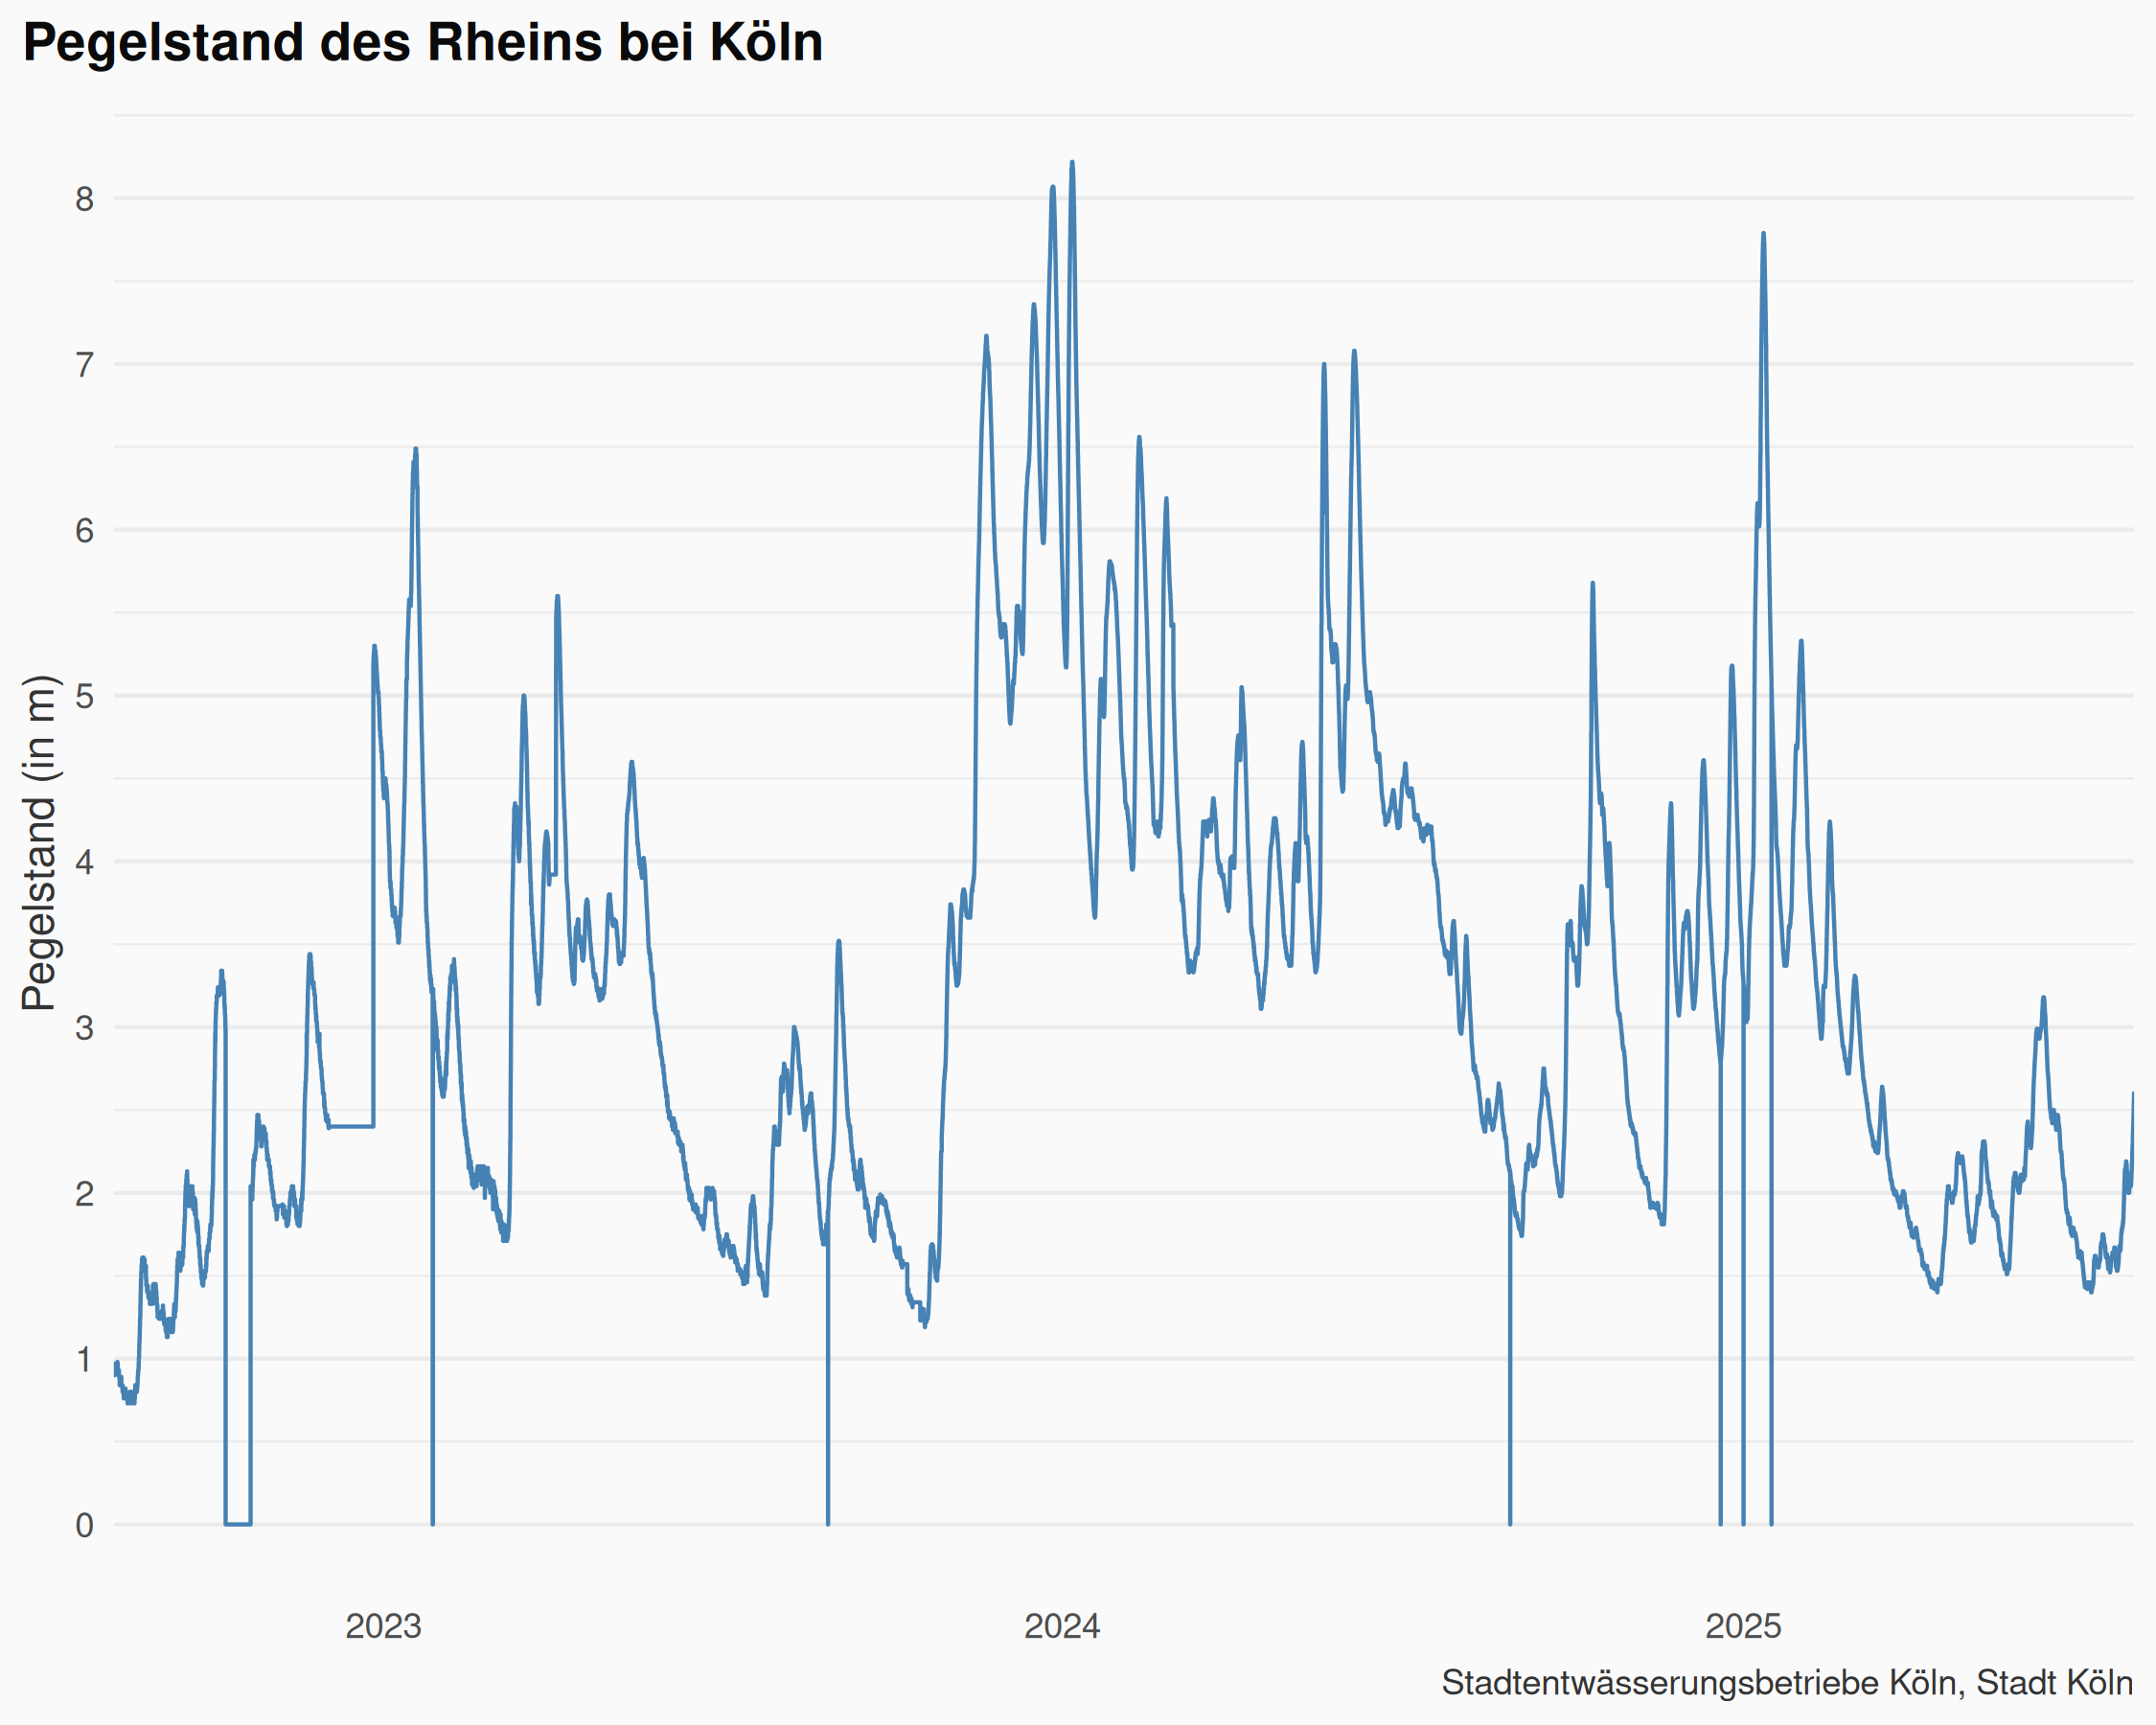 Pegelstand des Rheins bei Köln
Pegelstand (in m)
8
7
6
5
4
3
2
1
0
2023 2024 2025
Stadtentwässerungsbetriebe Köln, Stadt Köln